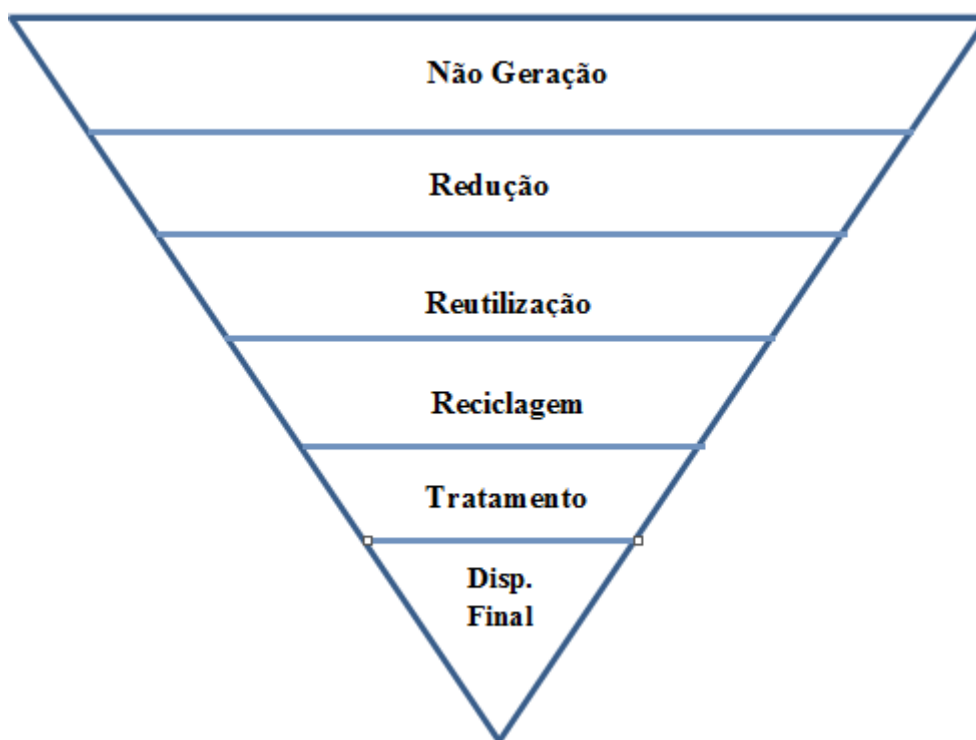 Não Geração
Redução
Reutilização
Reciclagem
Tratamento
Disp.
Final